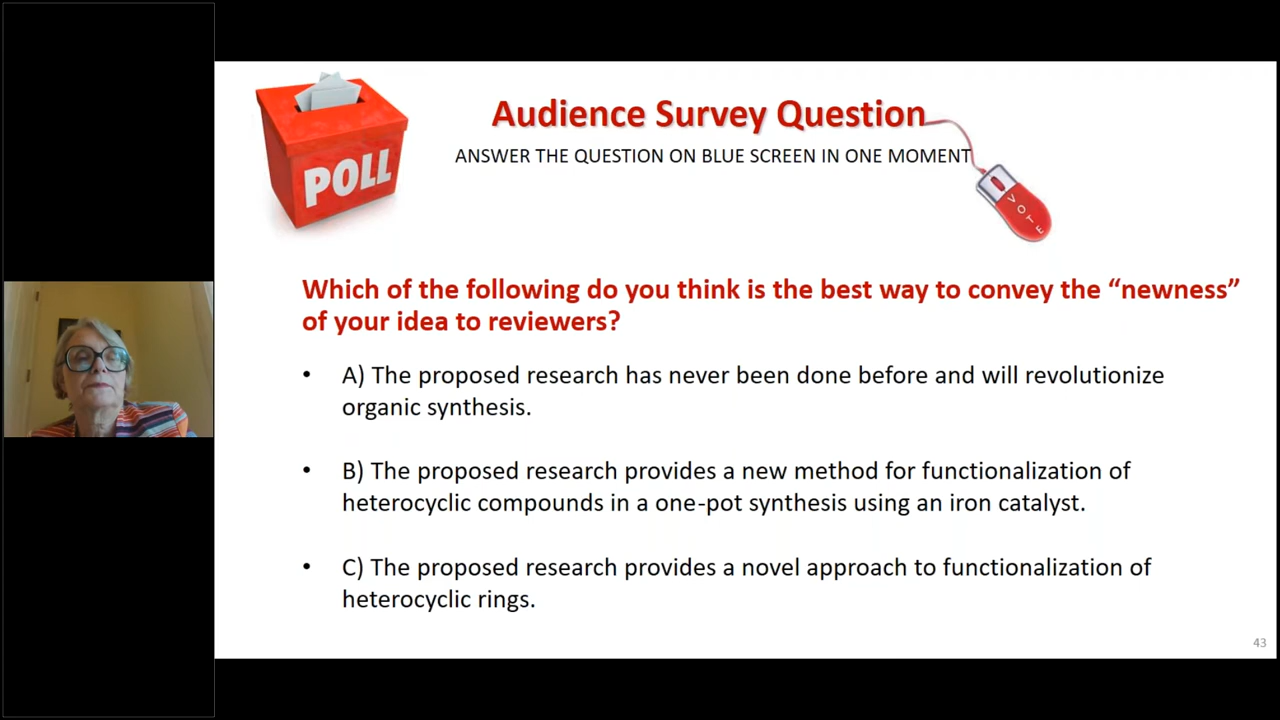 POLL
Audience Survey Question
ANSWER THE QUESTION ON BLUE SCREEN IN ONE MOMENT
VOTE
Which of the following do you think is the best way to convey the “newness”
of your idea to reviewers?
• A) The proposed research has never been done before and will revolutionize
organic synthesis.
• B) The proposed research provides a new method for functionalization of
heterocyclic compounds in a one-pot synthesis using an iron catalyst.
• C) The proposed research provides a novel approach to functionalization of
heterocyclic rings.
43